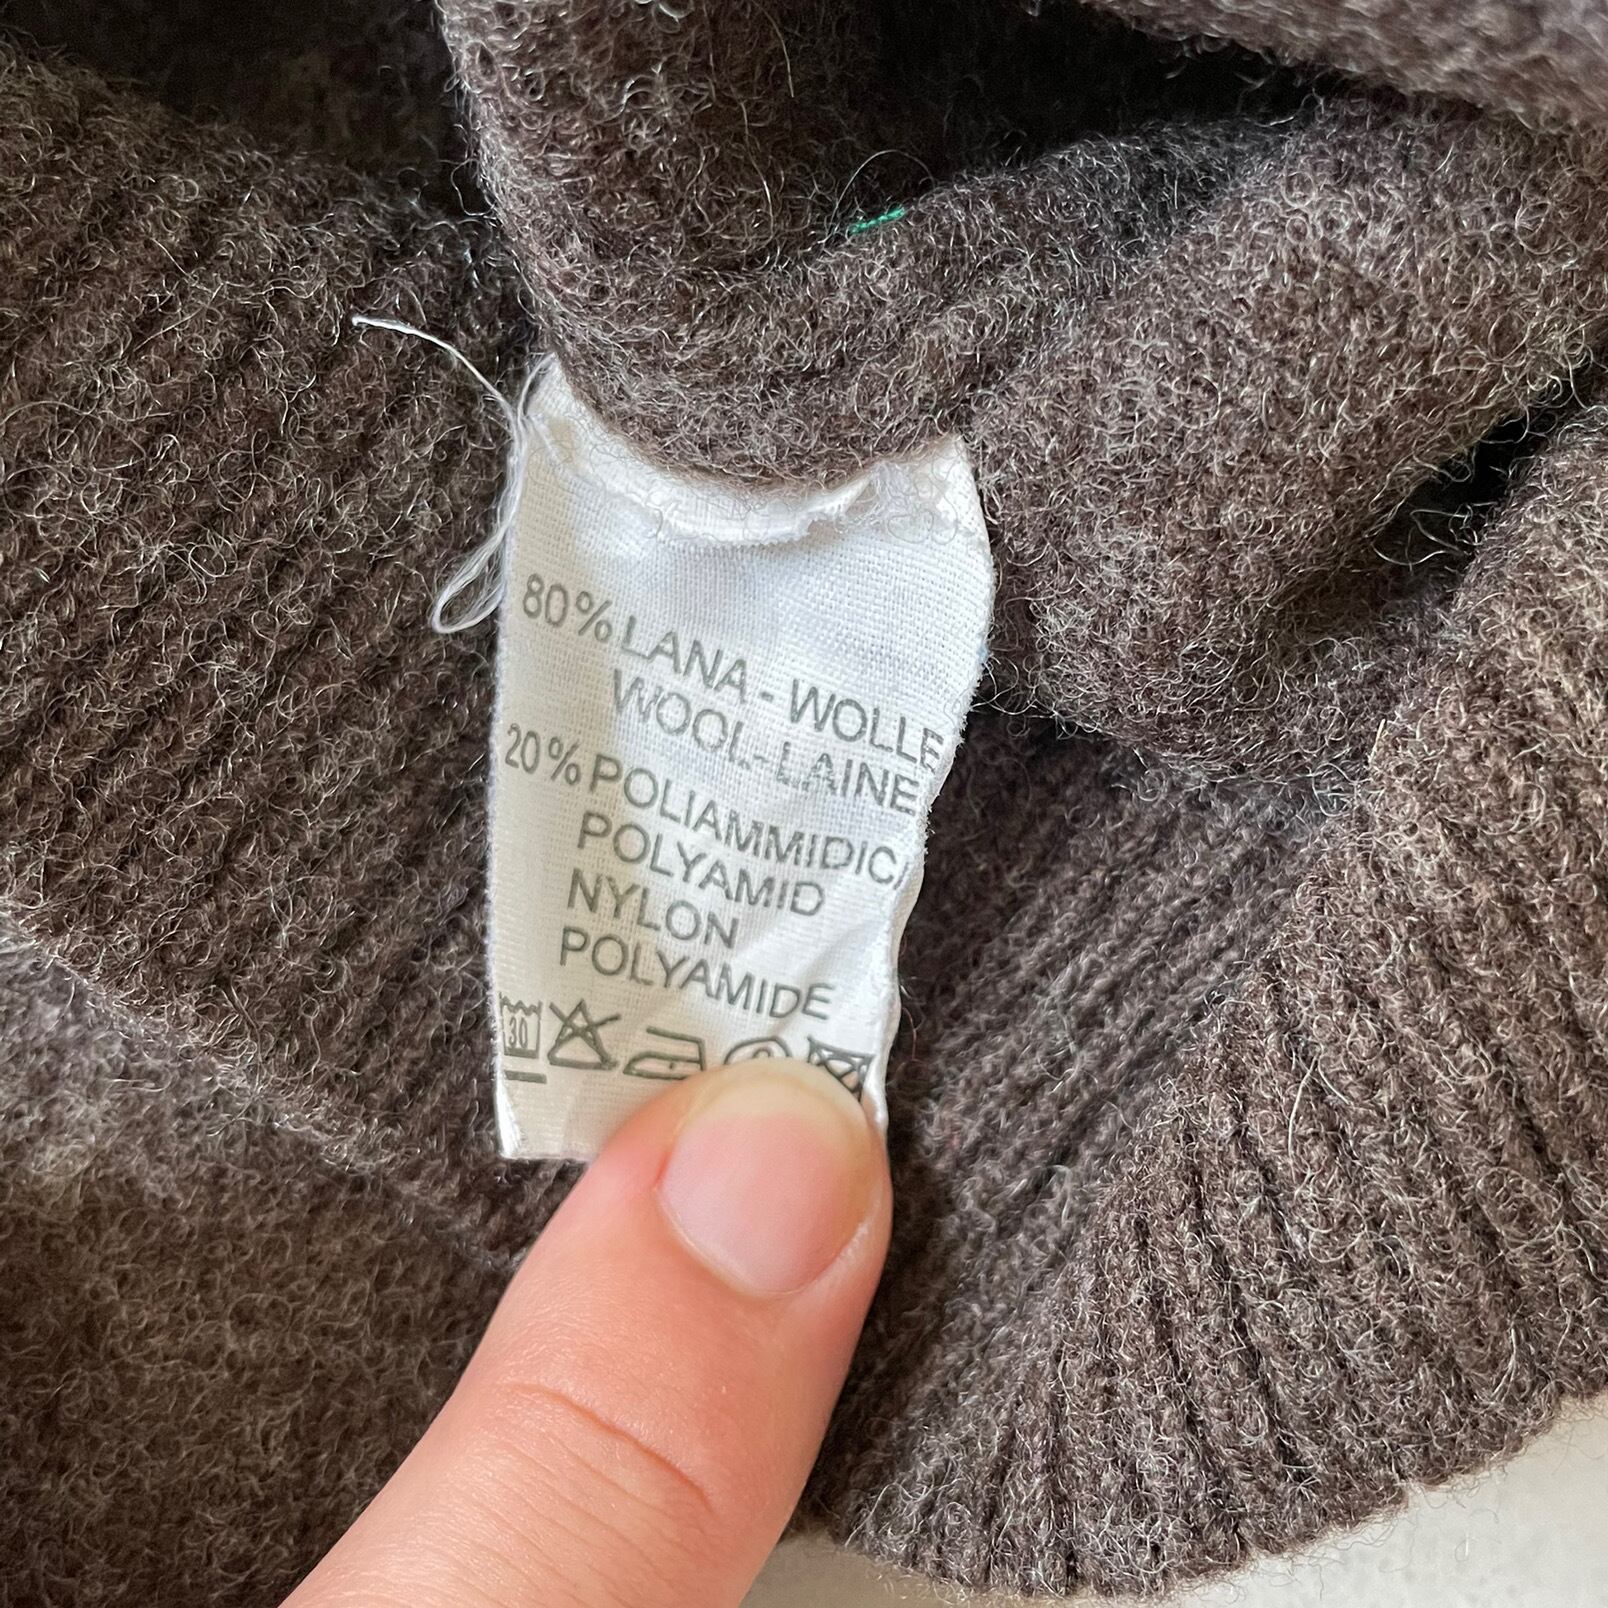 80% LANA - WOLLE
WOOL-LAINE
20% POLIAMMIDICA
POLYAMID
NYLON
POLYAMIDE
30